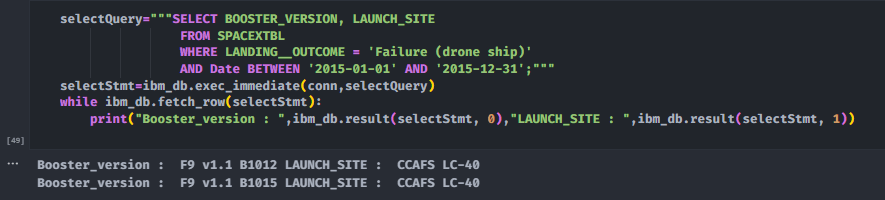 selectQuery="""SELECT BOOSTER_VERSION, LAUNCH_SITE
FROM SPACEXTBL
WHERE LANDING__OUTCOME = 'Failure (drone ship)'
AND Date BETWEEN '2015-01-01' AND '2015-12-31';"""
selectStmt=ibm_db.exec_immediate(conn,selectQuery)
while ibm_db.fetch_row(selectStmt):
print("Booster_version : ",ibm_db.result(selectStmt, 0),"LAUNCH_SITE : ",ibm_db.result(selectStmt, 1))
[49]
... Booster_version :  F9 v1.1 B1012 LAUNCH_SITE :  CCAFS LC-40
Booster_version :  F9 v1.1 B1015 LAUNCH_SITE :  CCAFS LC-40